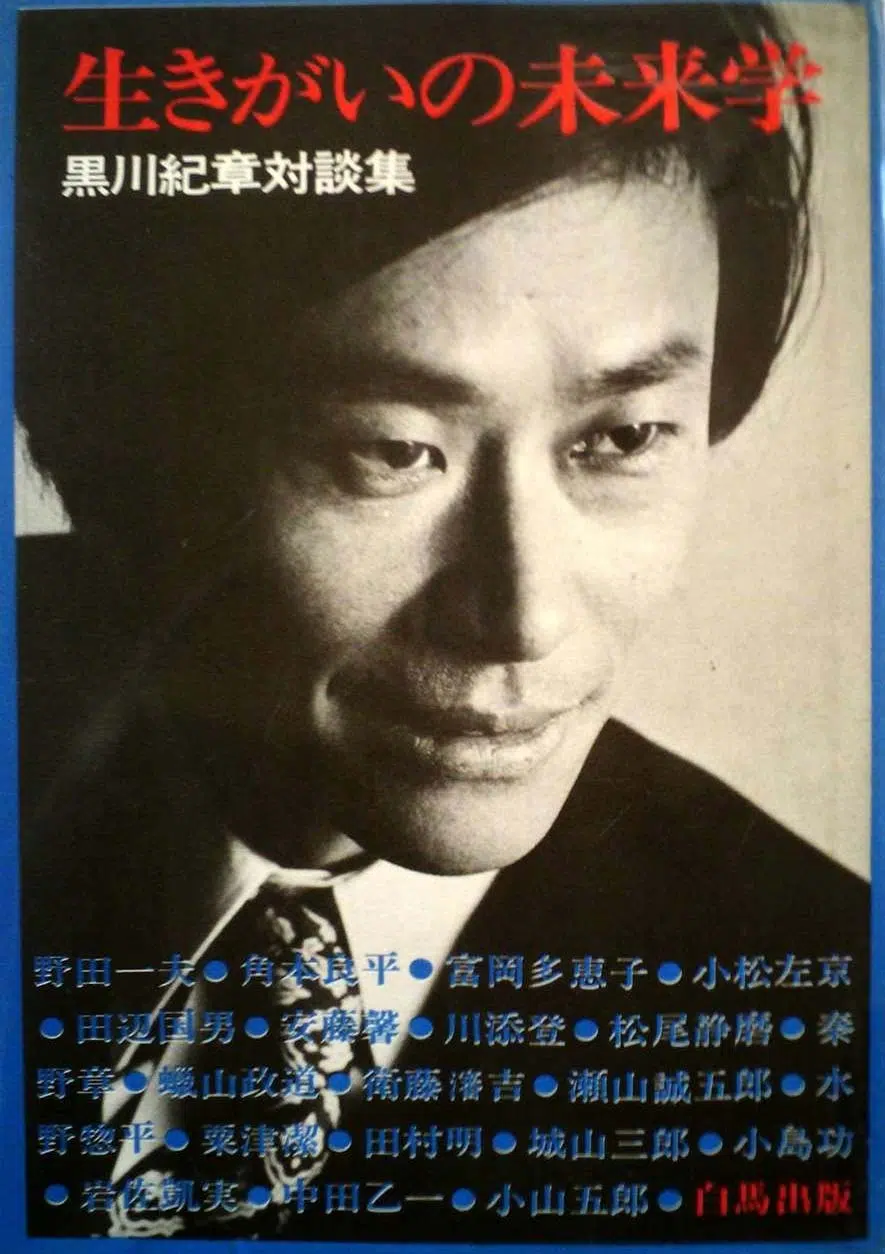 生きがいの未来学
黒川紀章対談集
野田一夫●角本良平●富岡多恵子●小松左京
●田辺国男●安藤馨●川添登●松尾静磨●秦
野章●蠟山政道●衛藤瀋吉●瀬山誠五郎●水
野惣平●粟津潔●田村明●城山三郎●小島功
●岩佐凱実●中田乙一●小山五郎●白馬出版